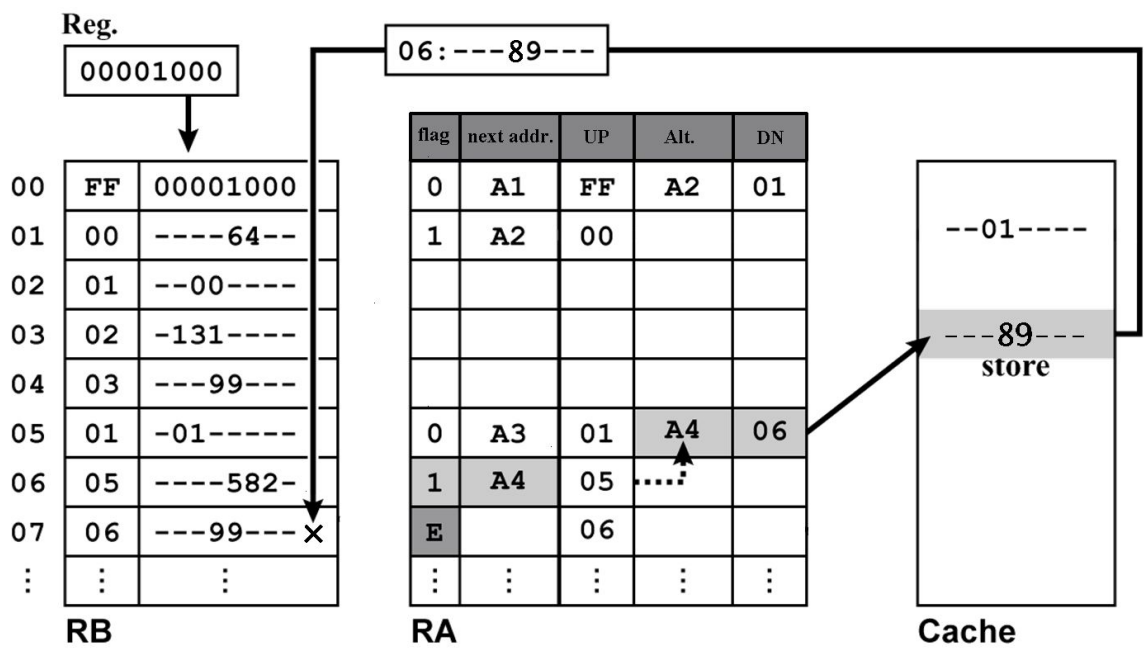 Reg.
00001000
06:---89---
flag next addr. UP Alt. DN
00 FF 00001000 0 A1 FF A2 01
01 00 ----64-- 1 A2 00 --01----
02 01 --00----
03 02 -131---- ---89---
store
04 03 ---99---
05 01 -01----- 0 A3 01 A4 06
06 05 ----582- 1 A4 05
07 06 ---99--- × E 06
⋮ ⋮ ⋮ ⋮ ⋮ ⋮ ⋮ ⋮
RB RA Cache